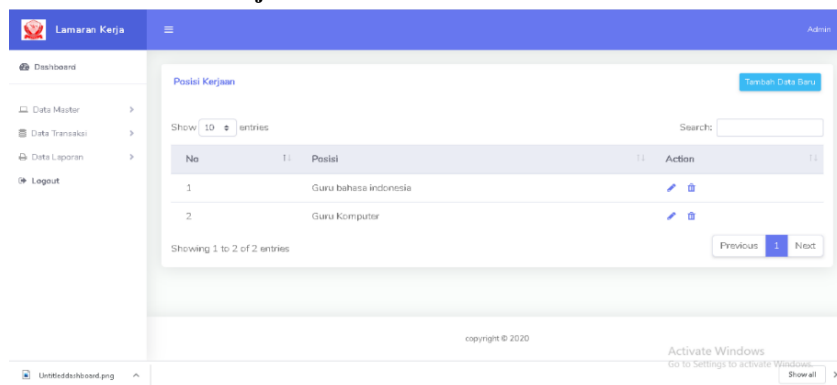 Lamaran Kerja
Admin
Dashboard
Posisi Kerjaan
Tambah Data Baru
Data Master
Data Transaksi
Data Laporan
Logout
Show 10 entries
Search:
No Posisi Action
1 Guru bahasa indonesia
2 Guru Komputer
Showing 1 to 2 of 2 entries
Previous 1 Next
copyright © 2020
Activate Windows
Go to Settings to activate Windows.
Untitleddashboard.png
Show all